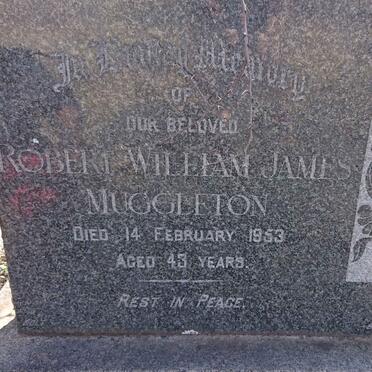 In Loving Memory
OF
OUR BELOVED
ROBERT WILLIAM JAMES
MUGGLETON
DIED 14 FEBRUARY 1953
AGED 43 YEARS.
REST IN PEACE.